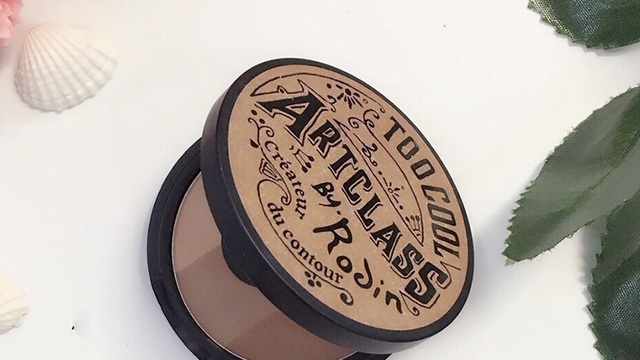 TOO COOL
ARTCLASS
By. Rodin
Créateur
du contour